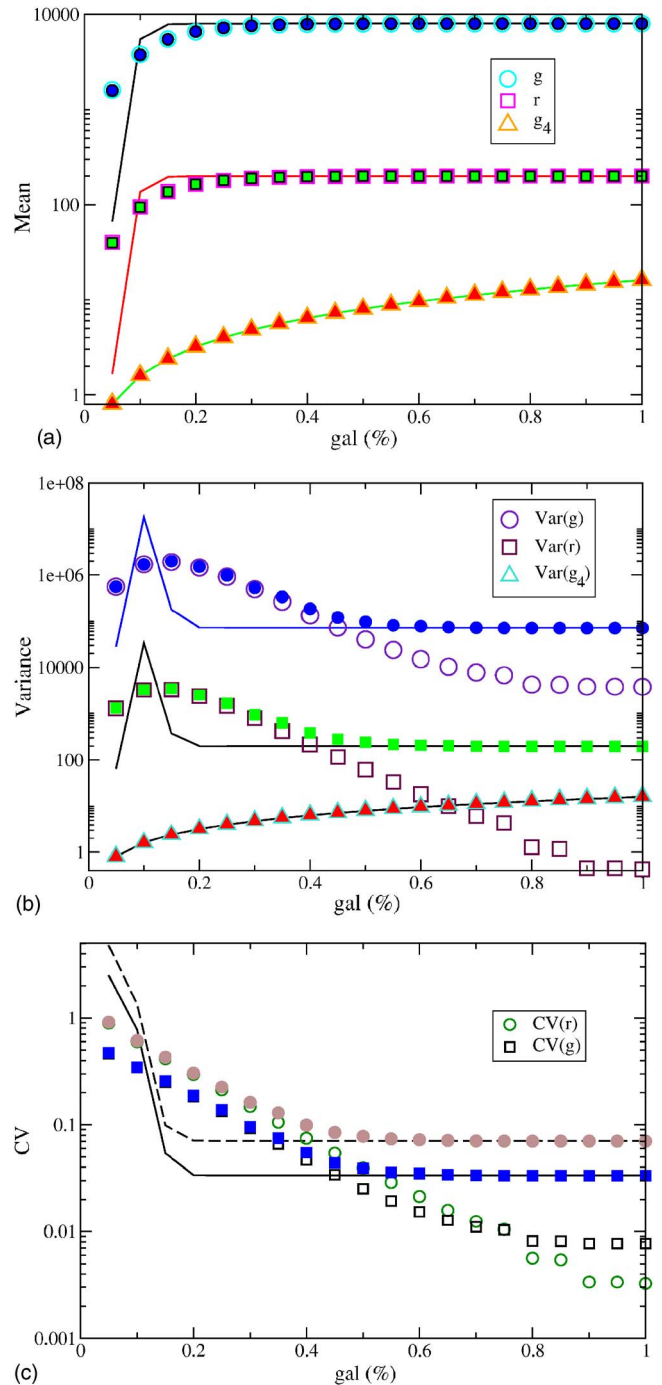 10000
100
1
Mean
g
r
g4
0 0.2 0.4 0.6 0.8 1
(a)
gal (%)
1e+08
1e+06
10000
100
1
Variance
Var(g)
Var(r)
Var(g4)
0 0.2 0.4 0.6 0.8 1
(b)
gal (%)
1
0.1
0.01
0.001
CV
CV(r)
CV(g)
0 0.2 0.4 0.6 0.8 1
(c)
gal (%)